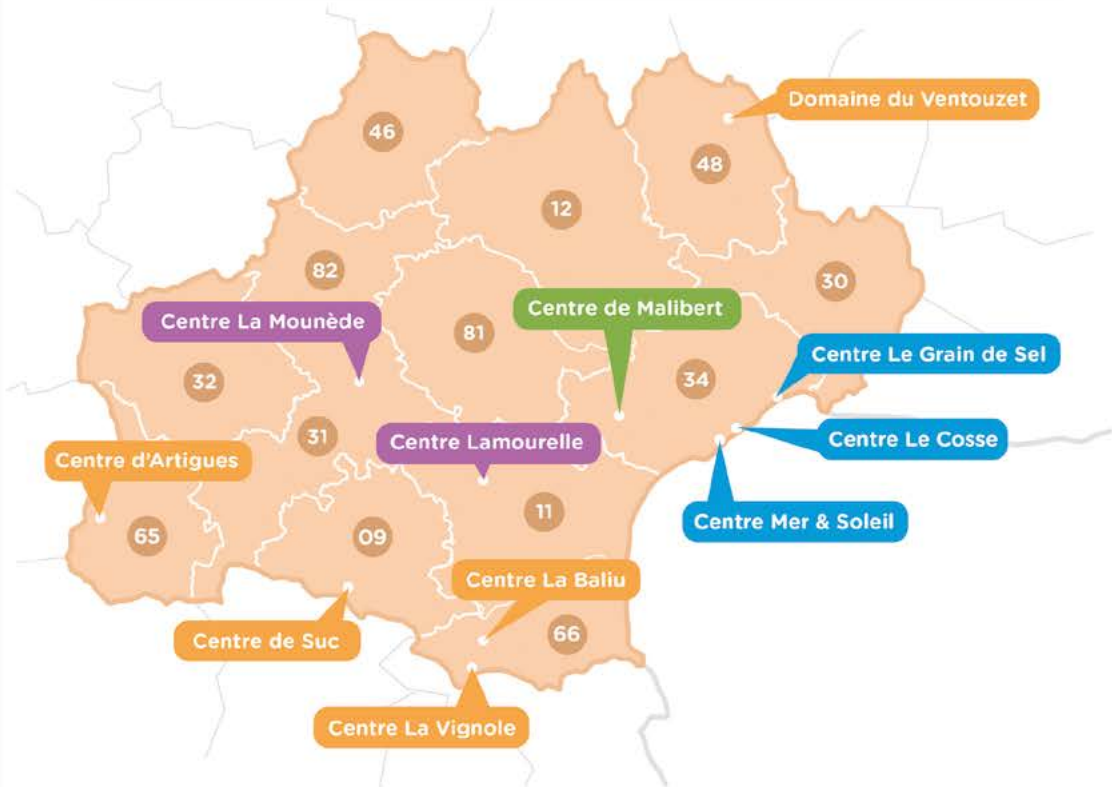 Domaine du Ventouzet
46
48
12
82
30
Centre La Mounède
Centre de Malibert
81
Centre Le Grain de Sel
32
34
31
Centre Lamourelle
Centre Le Cosse
Centre d'Artigues
11
Centre Mer & Soleil
65
09
Centre La Baliu
Centre de Suc
66
Centre La Vignole